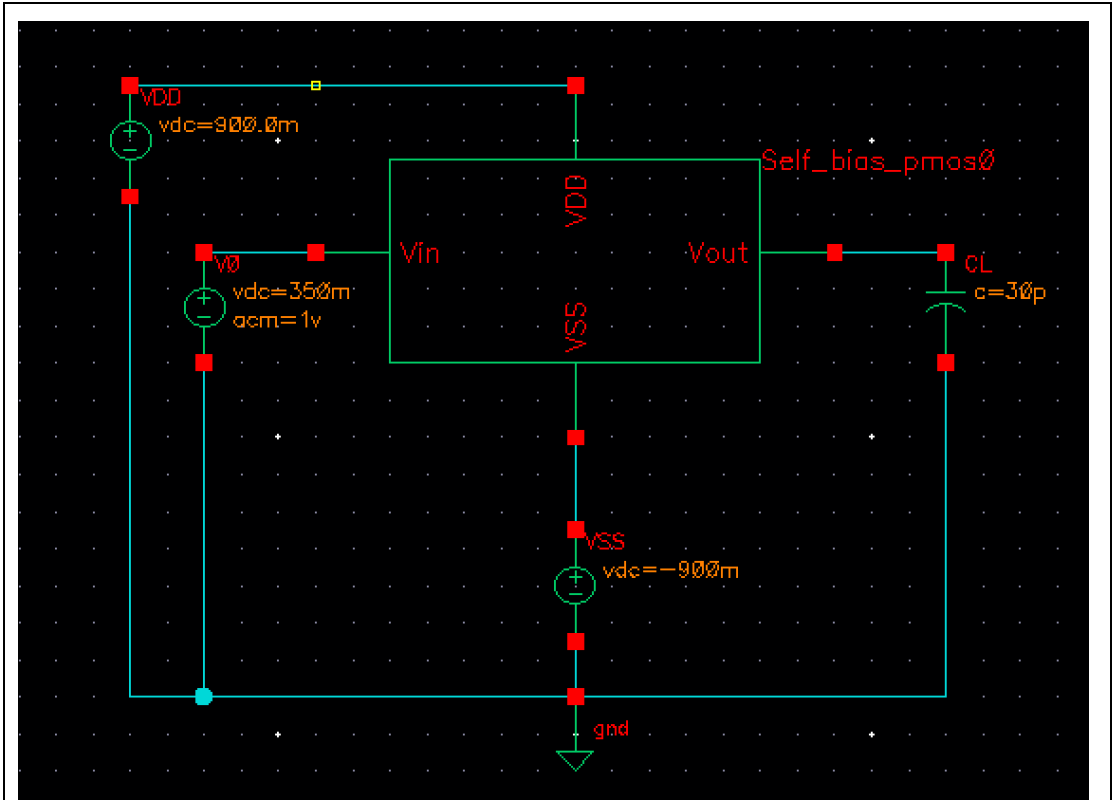 VDD
vdc=900.0m
Self_bias_pmos0
VDD
Vin
Vout
V0
vdc=350m
acm=1v
CL
c=30p
VSS
VSS
vdc=-900m
gnd